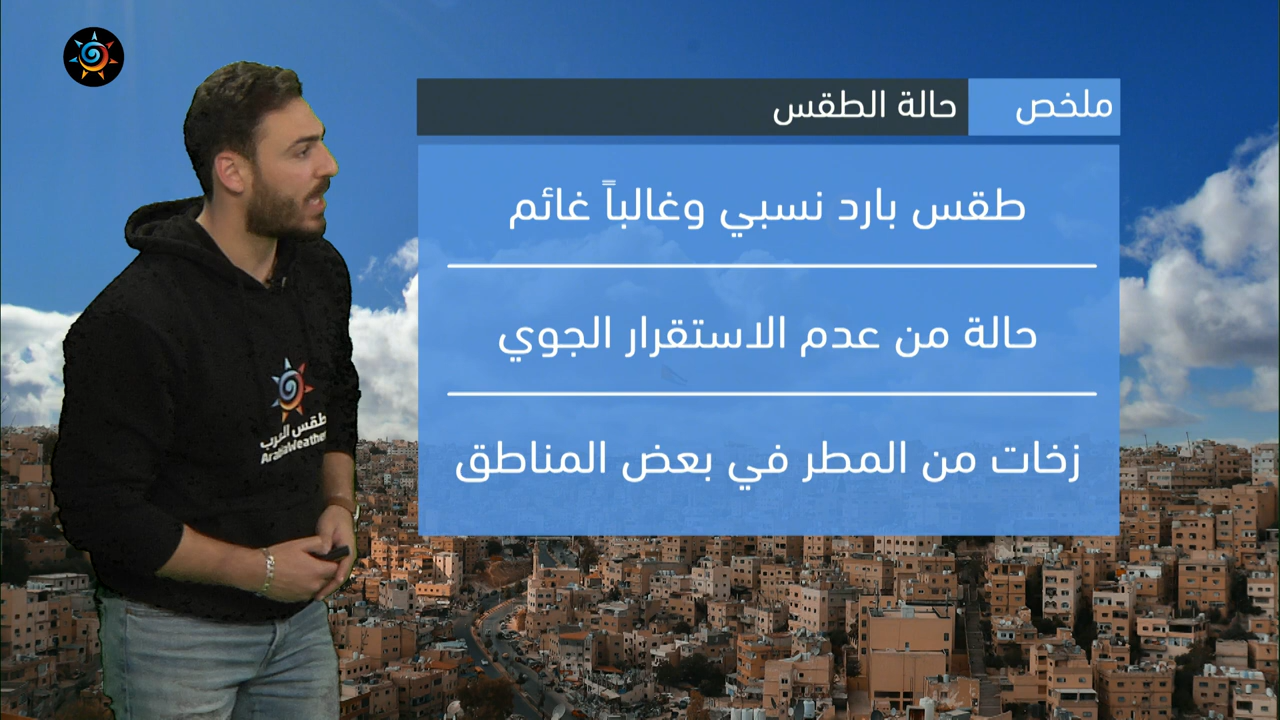 ملخص حالة الطقس
طقس بارد نسبي وغالباً غائم
حالة من عدم الاستقرار الجوي
زخات من المطر في بعض المناطق
طقس العرب
ArabiaWeather